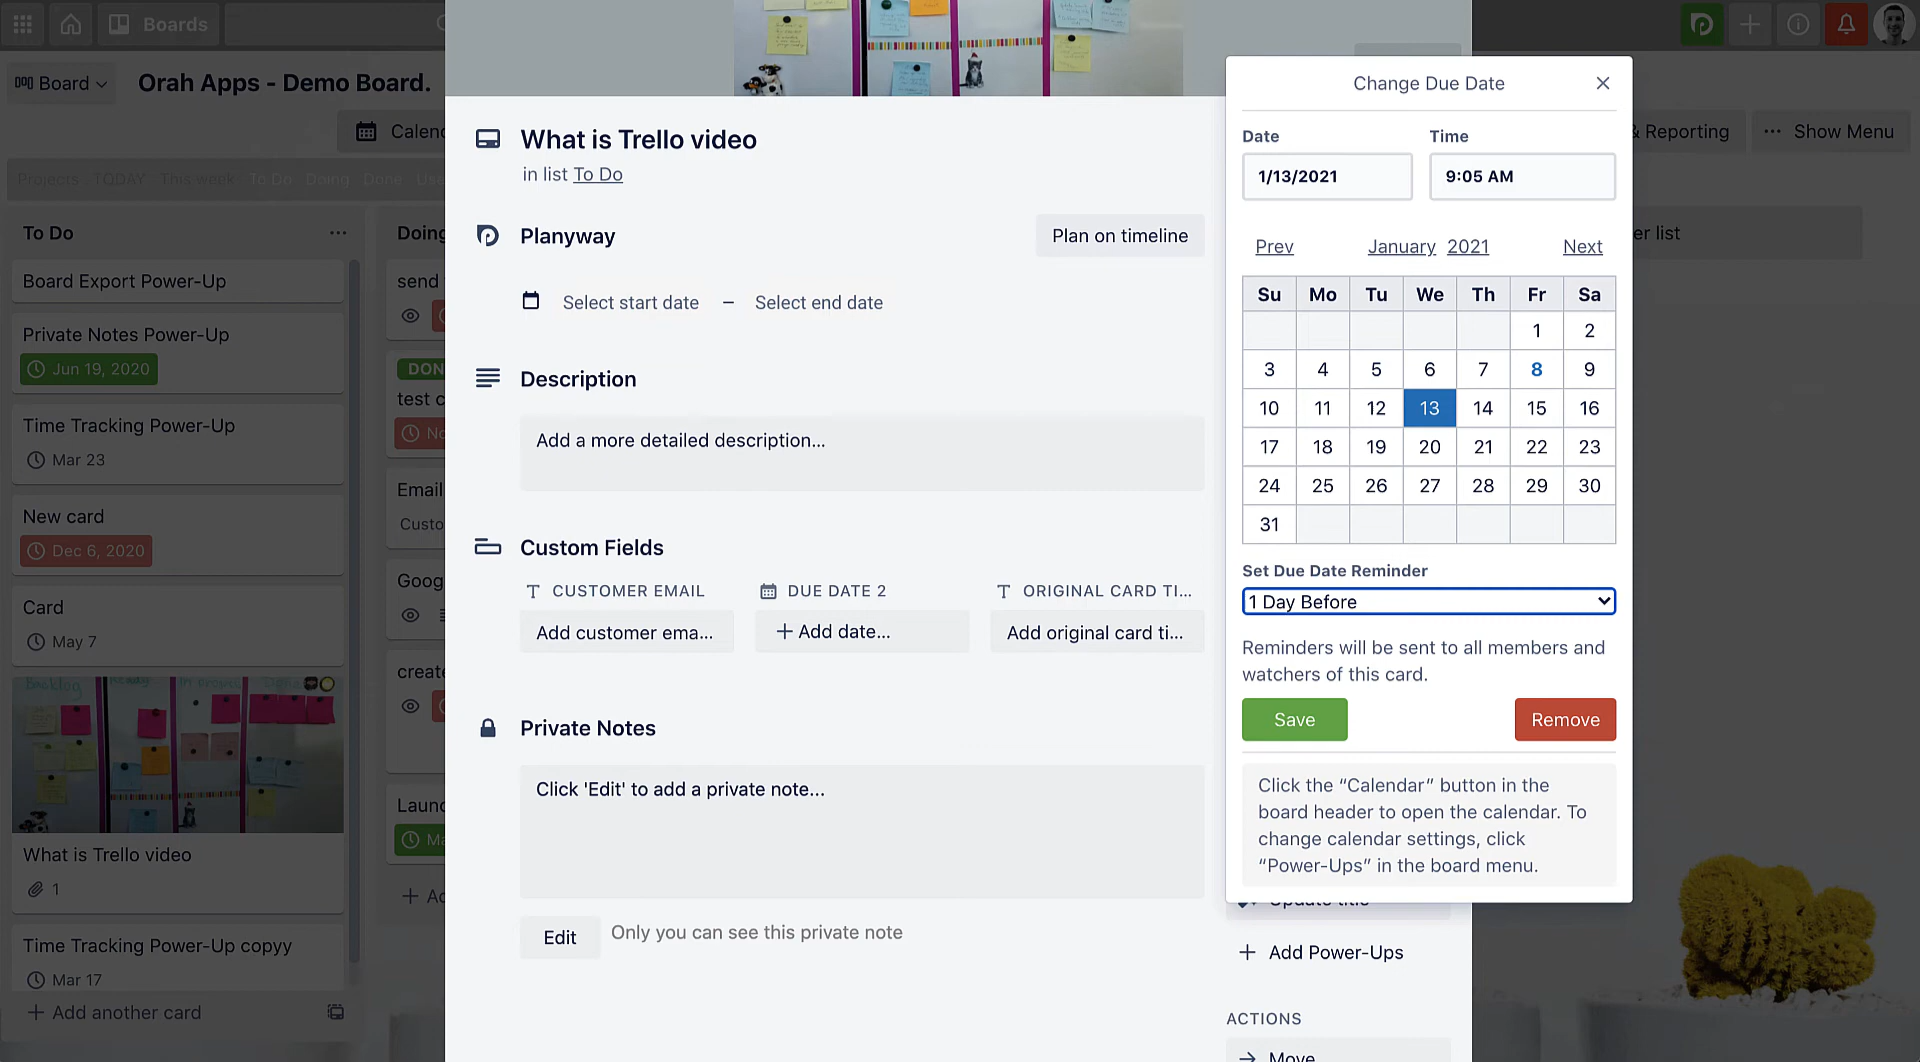 Boards
Board
Orah Apps - Demo Board.
Calend
& Reporting
Show Menu
Projects TODAY This week To Do Doing Done Use
To Do
Board Export Power-Up
Private Notes Power-Up
Jun 19, 2020
Time Tracking Power-Up
Mar 23
New card
Dec 6, 2020
Card
May 7
What is Trello video
1
Time Tracking Power-Up copyy
Mar 17
+ Add another card
Doing
send
DON
test c
No
Email
Custo
Goog
create
Launc
Ma
+ Ad
er list
What is Trello video
in list To Do
Planyway
Plan on timeline
Select start date – Select end date
Description
Add a more detailed description...
Custom Fields
CUSTOMER EMAIL
DUE DATE 2
ORIGINAL CARD TI...
Add customer ema...
+ Add date...
Add original card ti...
Private Notes
Click 'Edit' to add a private note...
Edit
Only you can see this private note
Change Due Date
Date
Time
1/13/2021
9:05 AM
Prev January 2021 Next
Su Mo Tu We Th Fr Sa
1 2
3 4 5 6 7 8 9
10 11 12 13 14 15 16
17 18 19 20 21 22 23
24 25 26 27 28 29 30
31
Set Due Date Reminder
1 Day Before
Reminders will be sent to all members and
watchers of this card.
Save
Remove
Click the “Calendar” button in the
board header to open the calendar. To
change calendar settings, click
“Power-Ups” in the board menu.
Update title
+ Add Power-Ups
ACTIONS
→ Move